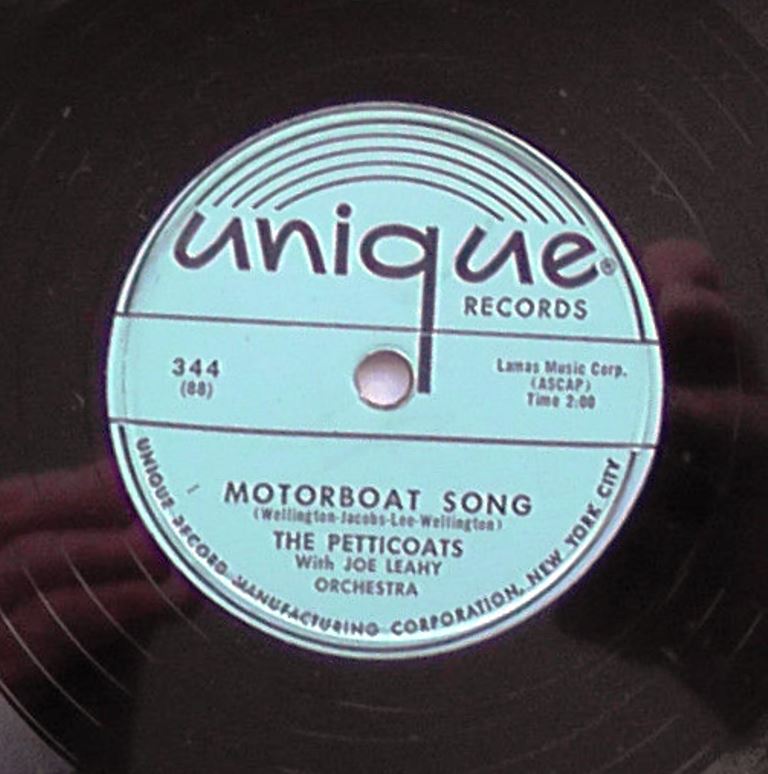 unique®
RECORDS
344
(88)
Lamas Music Corp.
(ASCAP)
Time 2:00
MOTORBOAT SONG
(Wellington-Jacobs-Lee-Wellington)
THE PETTICOATS
With JOE LEAHY
ORCHESTRA
UNIQUE RECORD MANUFACTURING CORPORATION, NEW YORK CITY